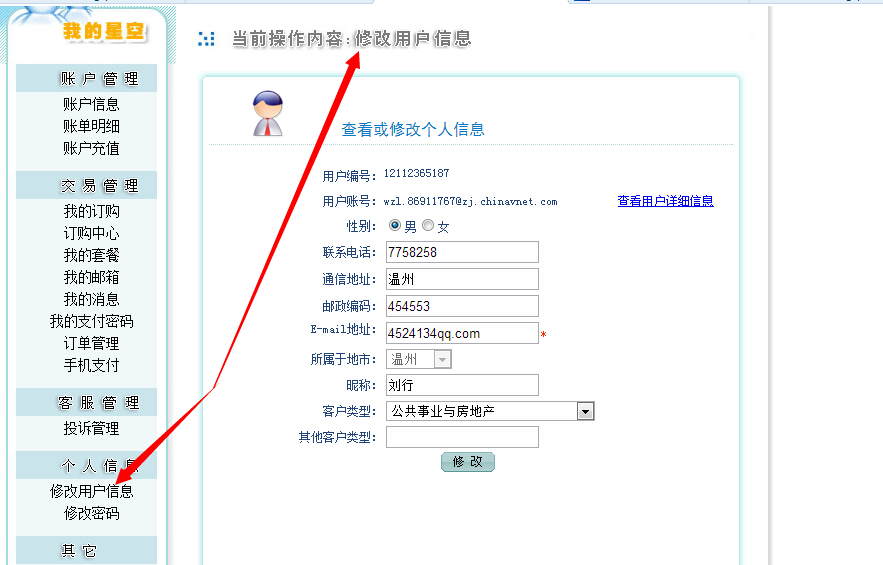 我的星空
账户管理
账户信息
账单明细
账户充值
交易管理
我的订购
订购中心
我的套餐
我的邮箱
我的消息
我的支付密码
订单管理
手机支付
客服管理
投诉管理
个人信息
修改用户信息
修改密码
其它
当前操作内容:修改用户信息
查看或修改个人信息
用户编号: 12112365187
用户账号: wzl.86911767@zj.chinavnet.com 查看用户详细信息
性别: 男 女
联系电话: 7758258
通信地址: 温州
邮政编码: 454553
E-mail地址: 4524134qq.com *
所属于地市: 温州
昵称: 刘行
客户类型: 公共事业与房地产
其他客户类型:
修 改